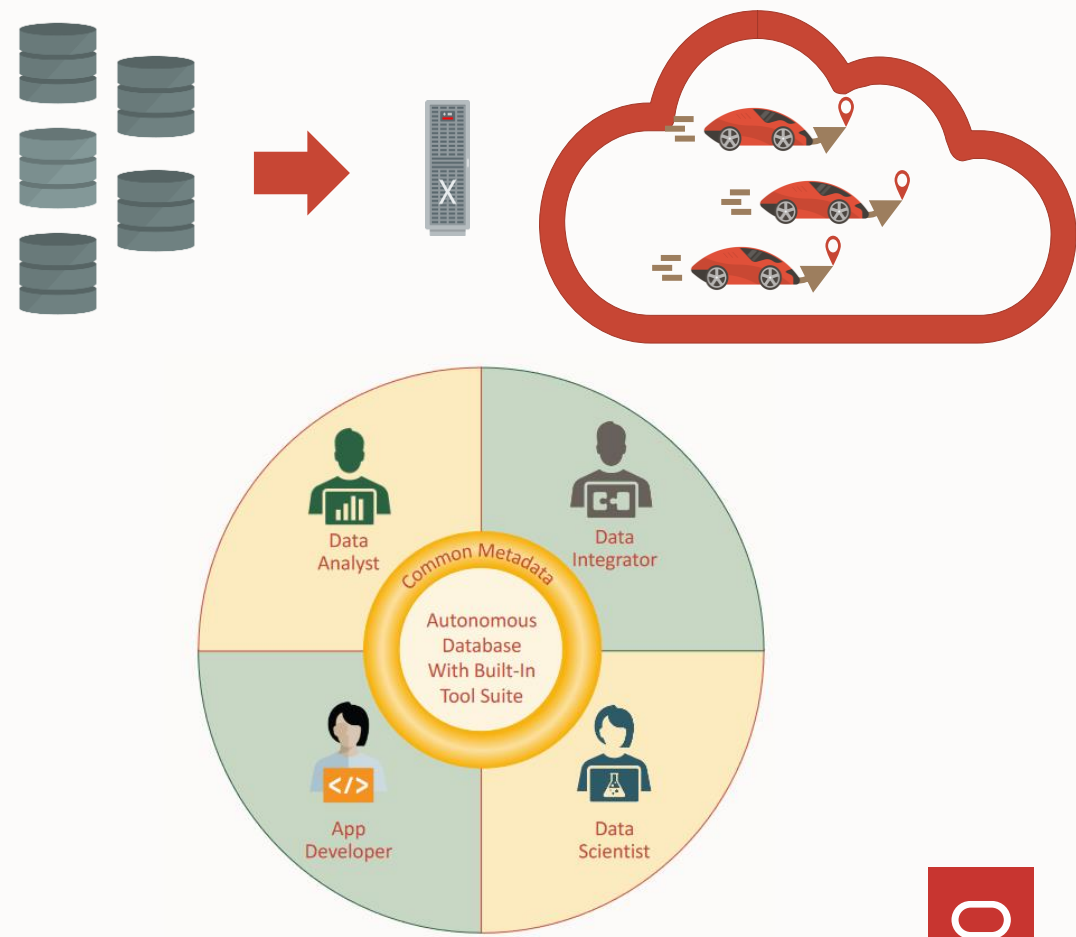 X
Data
Analyst
Data
Integrator
Common Metadata
Autonomous
Database
With Built-In
Tool Suite
</>
App
Developer
Data
Scientist